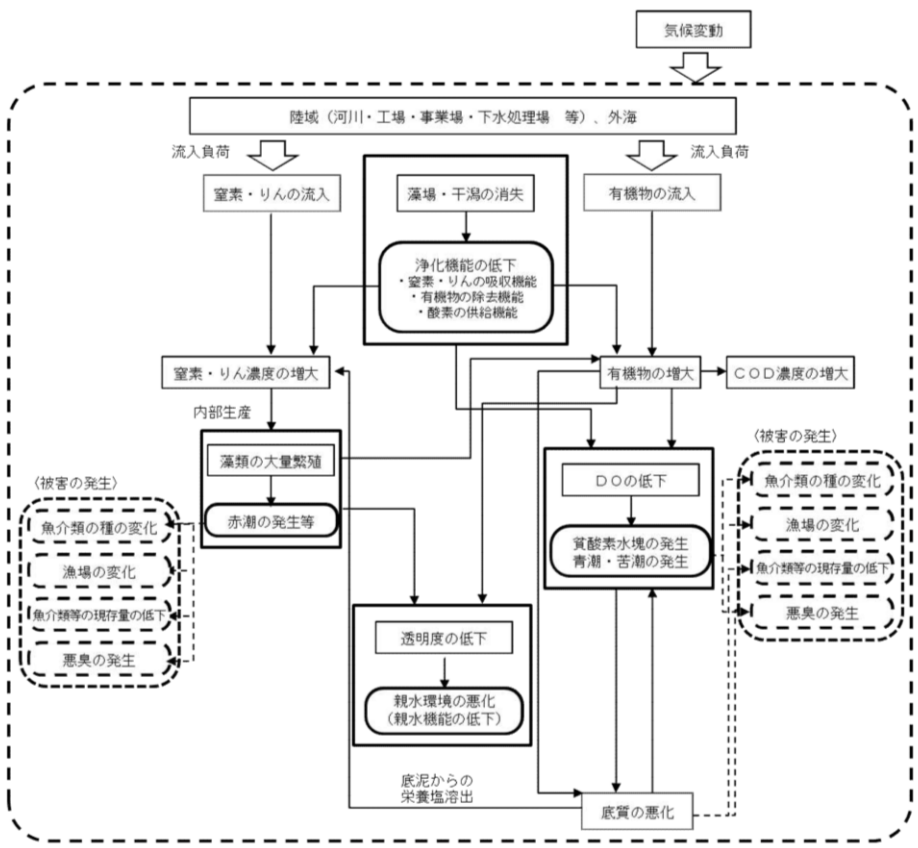 気候変動
陸域（河川・工場・事業場・下水処理場　等）、外海
流入負荷
流入負荷
窒素・りんの流入
藻場・干潟の消失
有機物の流入
浄化機能の低下
・窒素・りんの吸収機能
・有機物の除去機能
・酸素の供給機能
窒素・りん濃度の増大
有機物の増大
ＣＯＤ濃度の増大
内部生産
藻類の大量繁殖
赤潮の発生等
〈被害の発生〉
魚介類の種の変化
漁場の変化
魚介類等の現存量の低下
悪臭の発生
ＤＯの低下
貧酸素水塊の発生
青潮・苦潮の発生
〈被害の発生〉
魚介類の種の変化
漁場の変化
魚介類等の現存量の低下
悪臭の発生
透明度の低下
親水環境の悪化
（親水機能の低下）
底泥からの
栄養塩溶出
底質の悪化